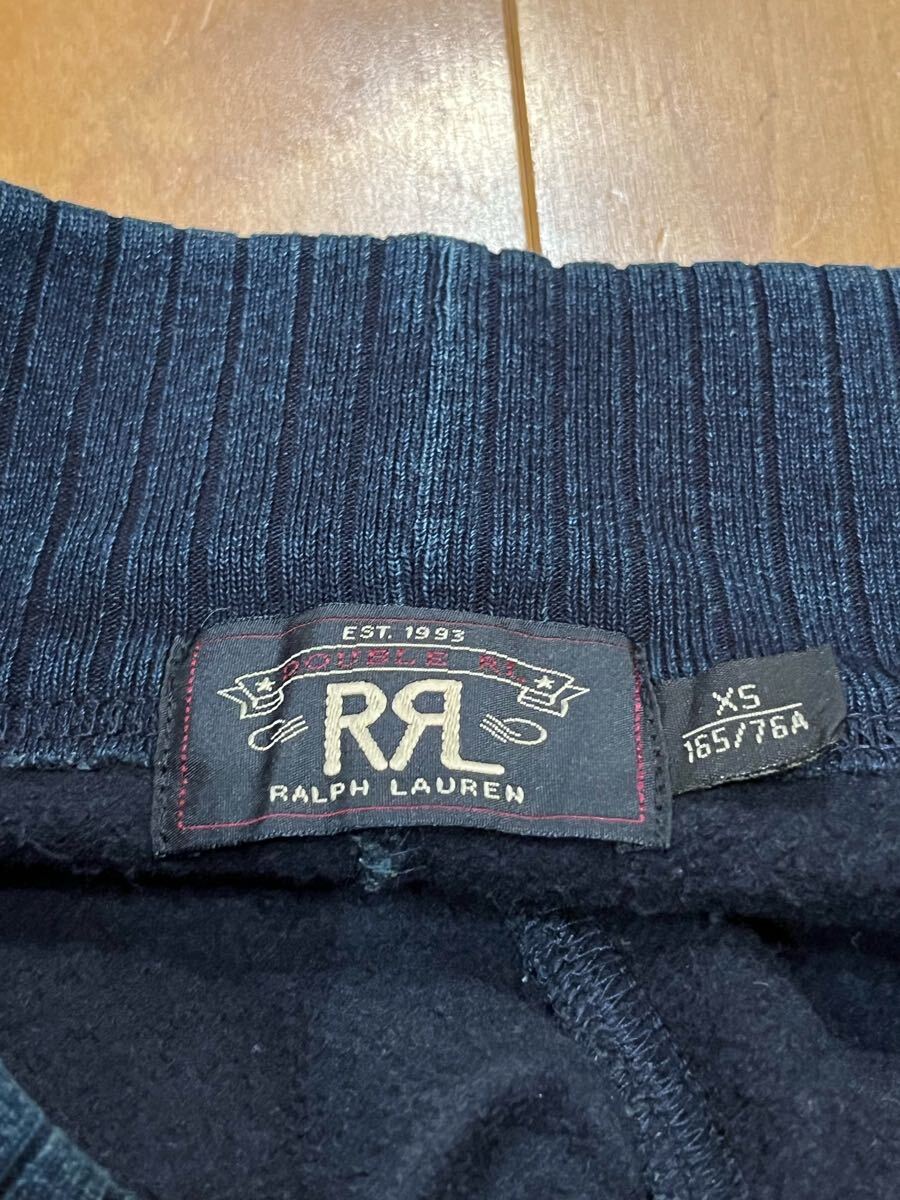 EST. 1993
DOUBLE RL
RRL
RALPH LAUREN
XS
165/76A